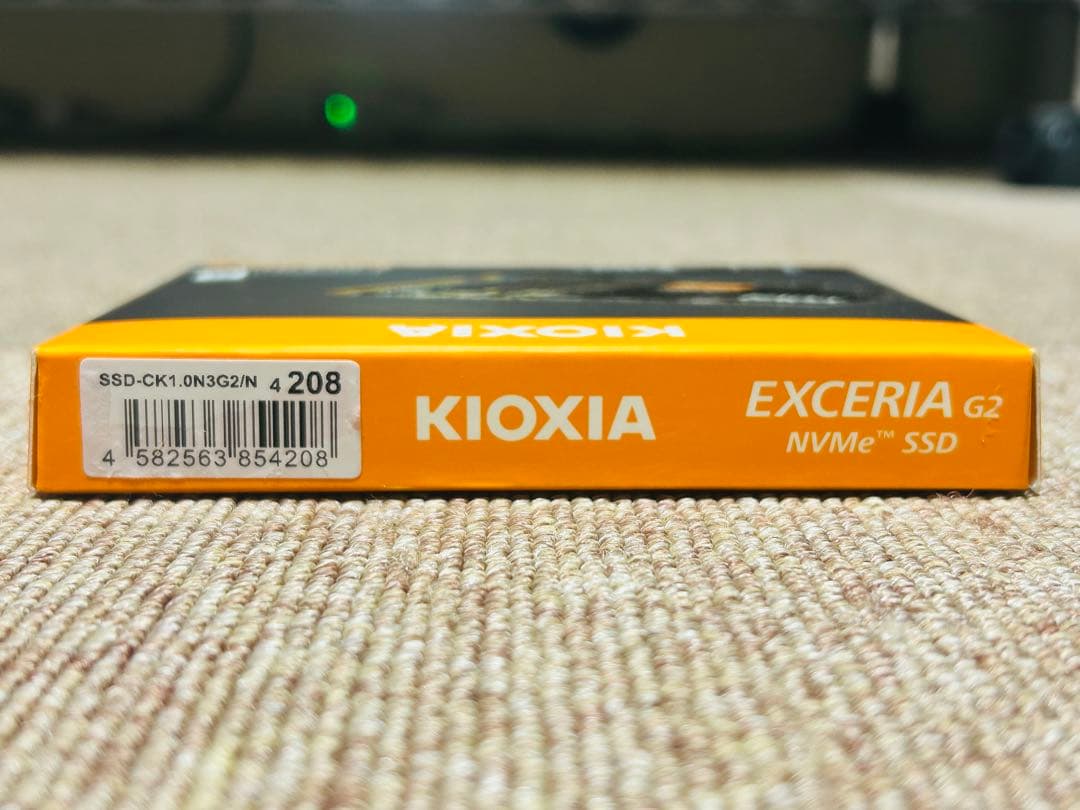 KIOXIA
SSD-CK1.0N3G2/N 4 208
4 582563 854208
KIOXIA
EXCERIA G2
NVMe™ SSD